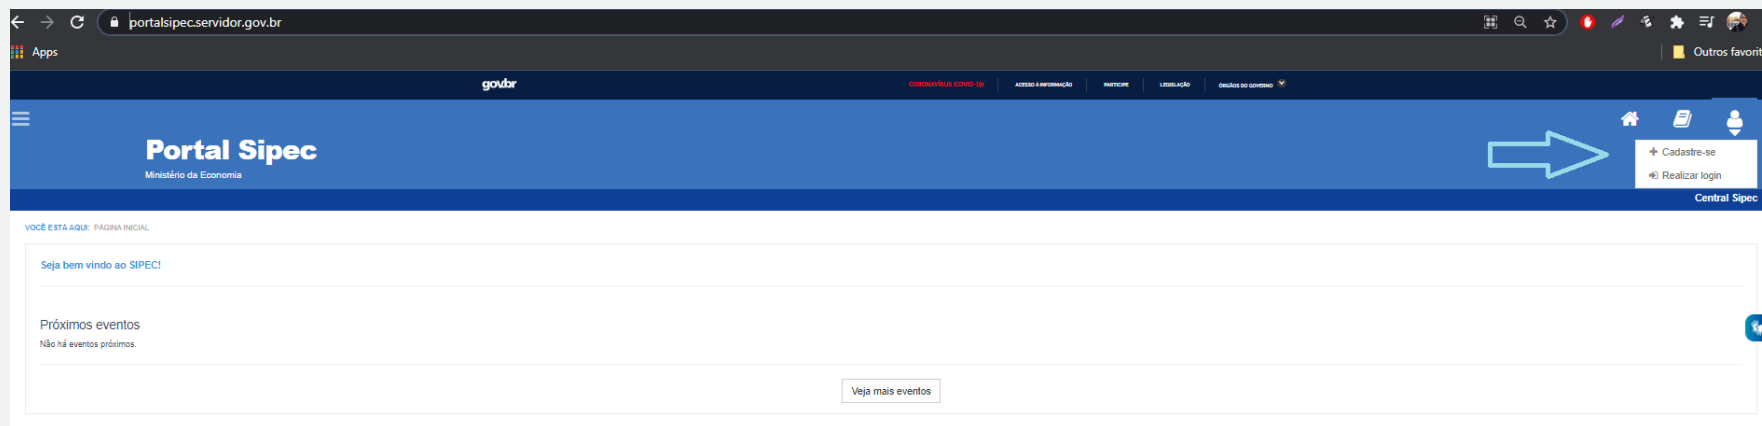 portalsipec.servidor.gov.br
Apps
Outros favorit
gov.br
CORONAVÍRUS (COVID-19)
ACESSO À INFORMAÇÃO
PARTICIPE
LEGISLAÇÃO
ÓRGÃOS DO GOVERNO
Portal Sipec
Ministério da Economia
Cadastre-se
Realizar login
Central Sipec
VOCÊ ESTÁ AQUI: PÁGINA INICIAL
Seja bem vindo ao SIPEC!
Próximos eventos
Não há eventos próximos.
Veja mais eventos